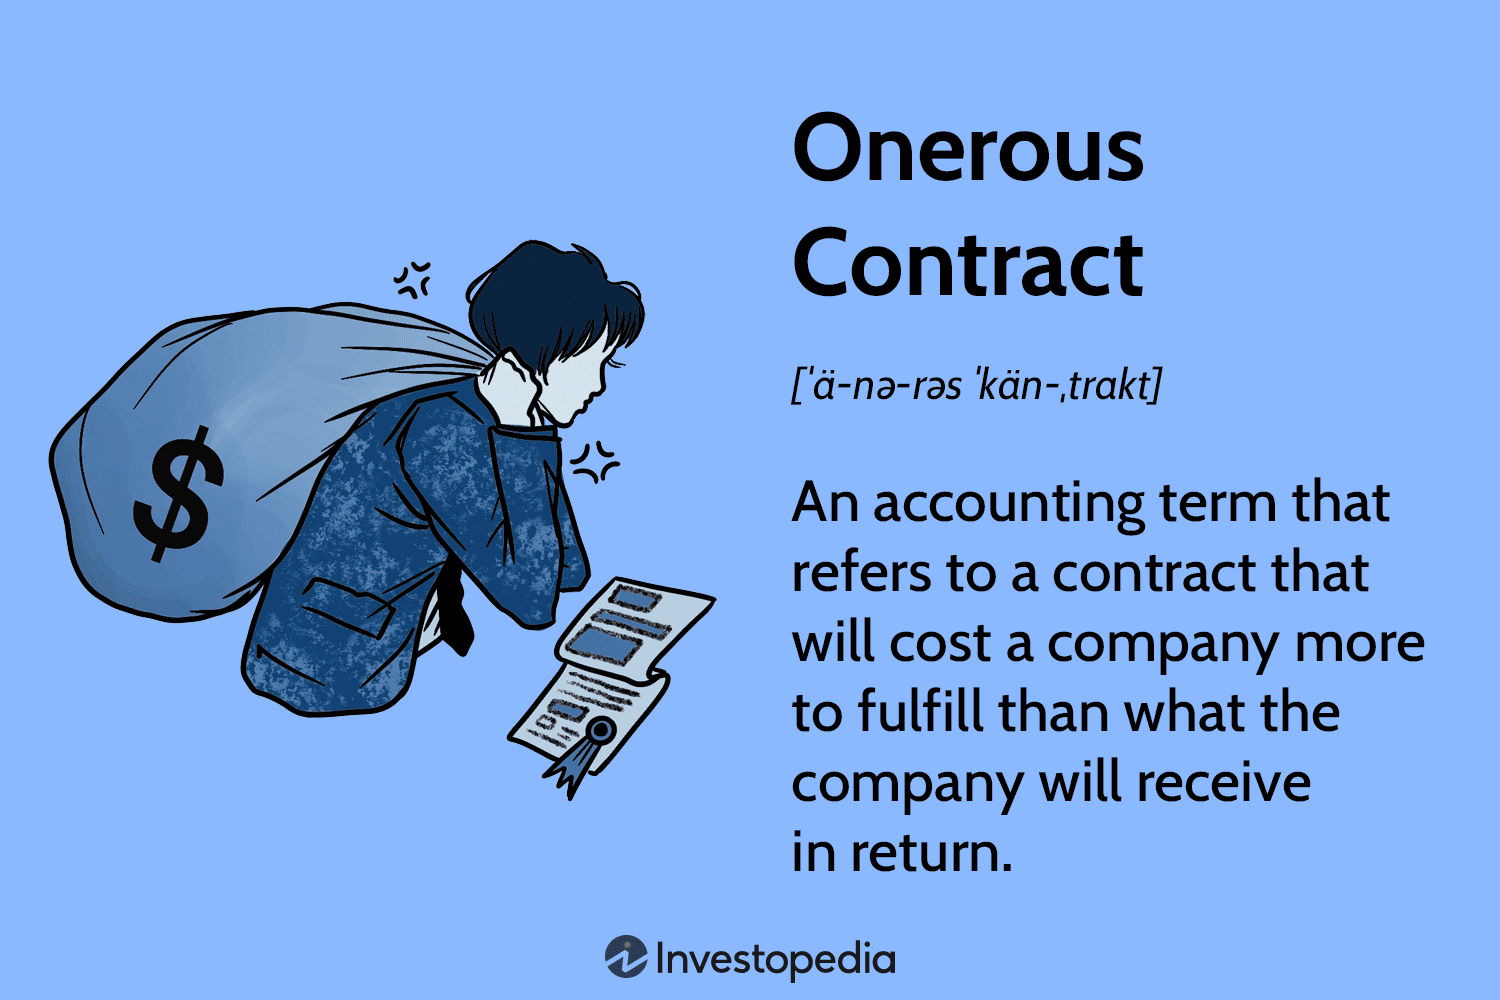 $
Onerous
Contract
[ˈä-nə-rəs ˈkän-ˌtrakt]
An accounting term that
refers to a contract that
will cost a company more
to fulfill than what the
company will receive
in return.
Investopedia